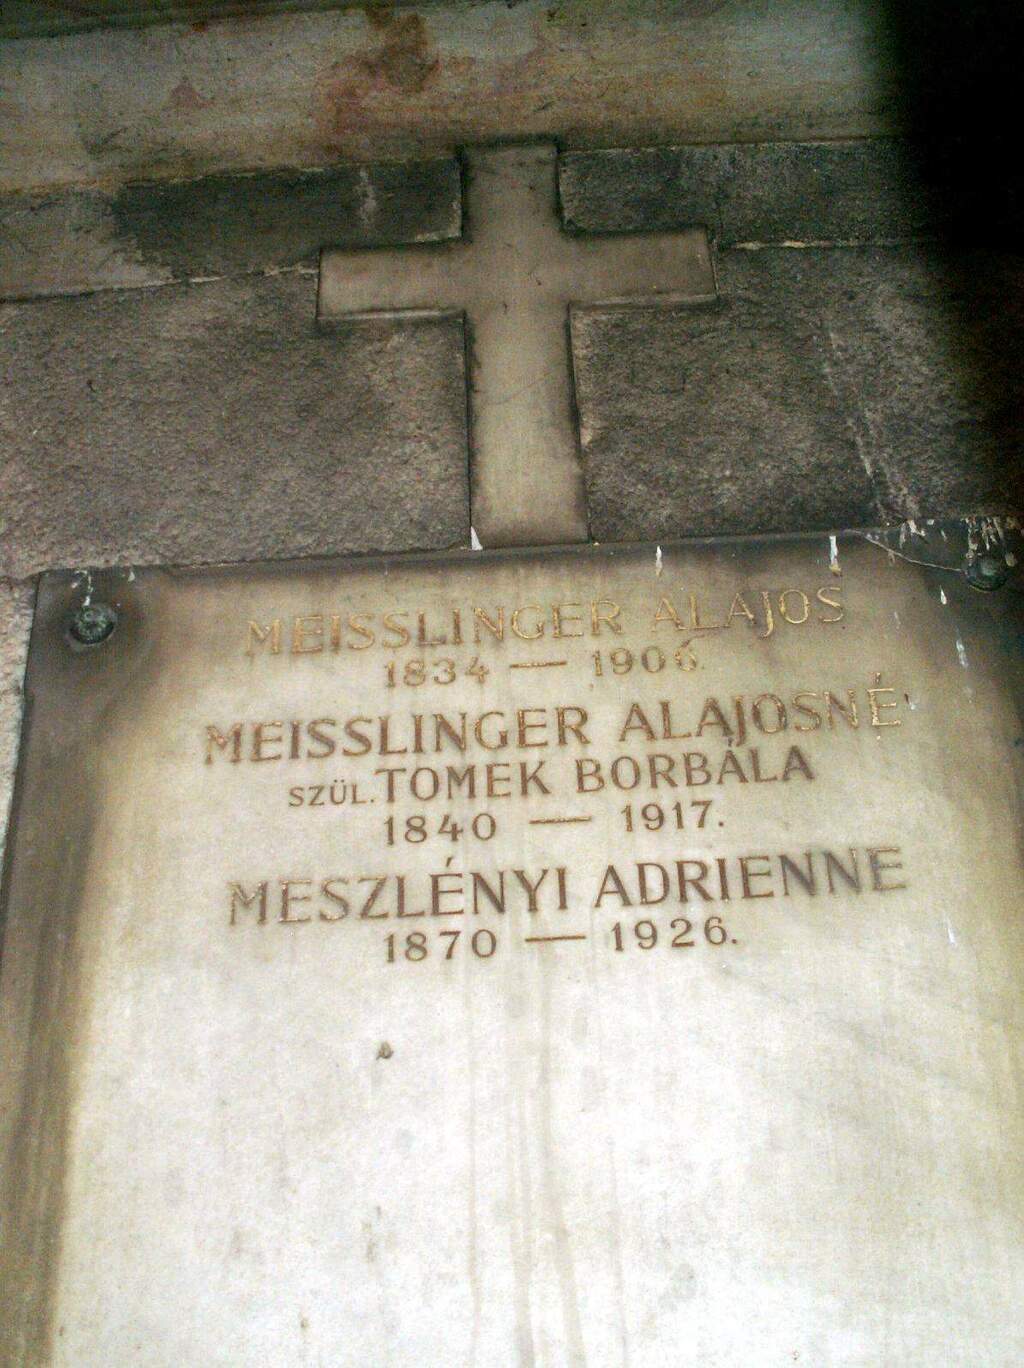 MEISSLINGER ALAJOS
1834 — 1906.
MEISSLINGER ALAJOSNÉ
SZÜL. TOMEK BORBÁLA
1840 — 1917.
MESZLÉNYI ADRIENNE
1870 — 1926.